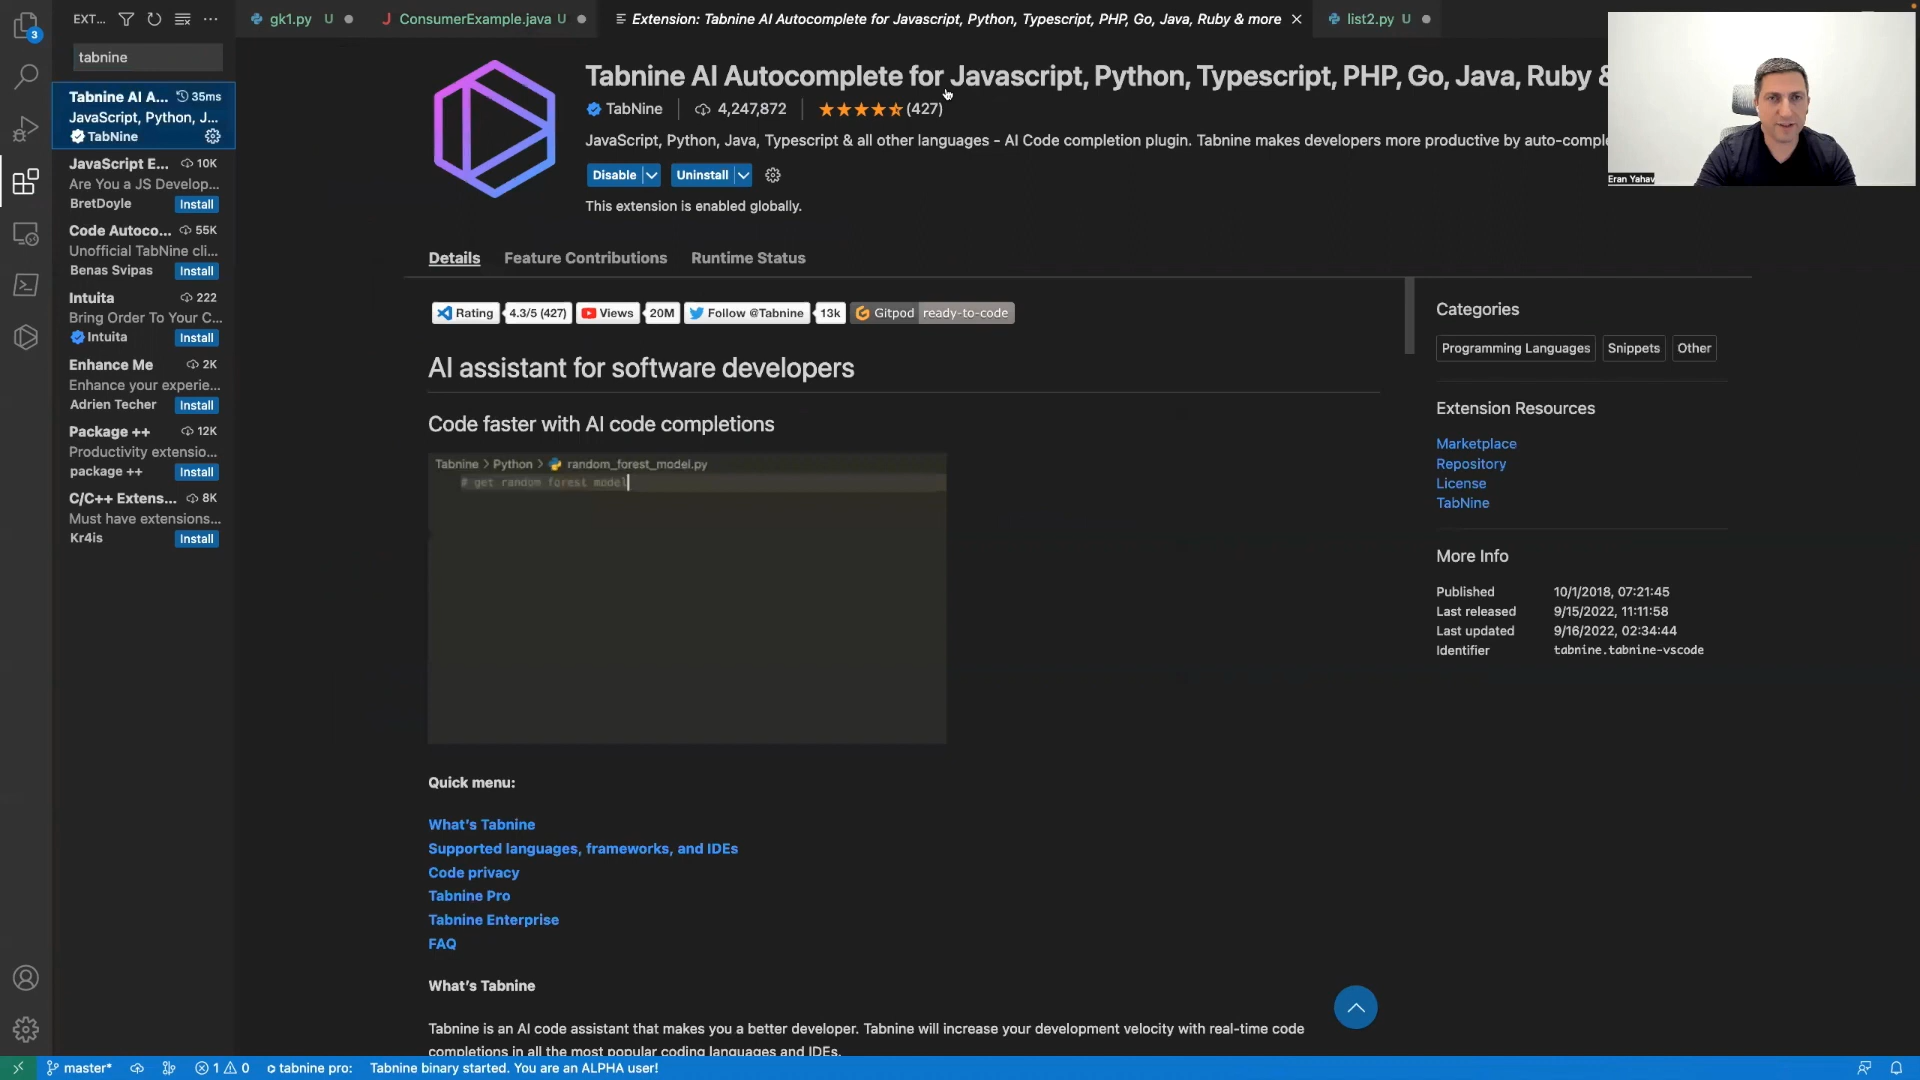 EXT...
gk1.py U
ConsumerExample.java U
Extension: Tabnine AI Autocomplete for Javascript, Python, Typescript, PHP, Go, Java, Ruby & more
list2.py U
3
tabnine
Tabnine AI A... 35ms
JavaScript, Python, J...
TabNine
JavaScript E... 10K
Are You a JS Develop...
BretDoyle Install
Code Autoco... 55K
Unofficial TabNine cli...
Benas Svipas Install
Intuita 222
Bring Order To Your C...
Intuita Install
Enhance Me 2K
Enhance your experie...
Adrien Techer Install
Package ++ 12K
Productivity extensio...
package ++ Install
C/C++ Extens... 8K
Must have extensions...
Kr4is Install
Tabnine AI Autocomplete for Javascript, Python, Typescript, PHP, Go, Java, Ruby &
TabNine 4,247,872 (427)
JavaScript, Python, Java, Typescript & all other languages - AI Code completion plugin. Tabnine makes developers more productive by auto-comple
Disable Uninstall
This extension is enabled globally.
Eran Yahav
Details Feature Contributions Runtime Status
Rating 4.3/5 (427) Views 20M Follow @Tabnine 13k Gitpod ready-to-code
AI assistant for software developers
Code faster with AI code completions
Tabnine > Python > random_forest_model.py
# get random forest model
Quick menu:
What's Tabnine
Supported languages, frameworks, and IDEs
Code privacy
Tabnine Pro
Tabnine Enterprise
FAQ
What's Tabnine
Tabnine is an AI code assistant that makes you a better developer. Tabnine will increase your development velocity with real-time code
completions in all the most popular coding languages and IDEs.
Categories
Programming Languages Snippets Other
Extension Resources
Marketplace
Repository
License
TabNine
More Info
Published 10/1/2018, 07:21:45
Last released 9/15/2022, 11:11:58
Last updated 9/16/2022, 02:34:44
Identifier tabnine.tabnine-vscode
master* 1 0 tabnine pro: Tabnine binary started. You are an ALPHA user!